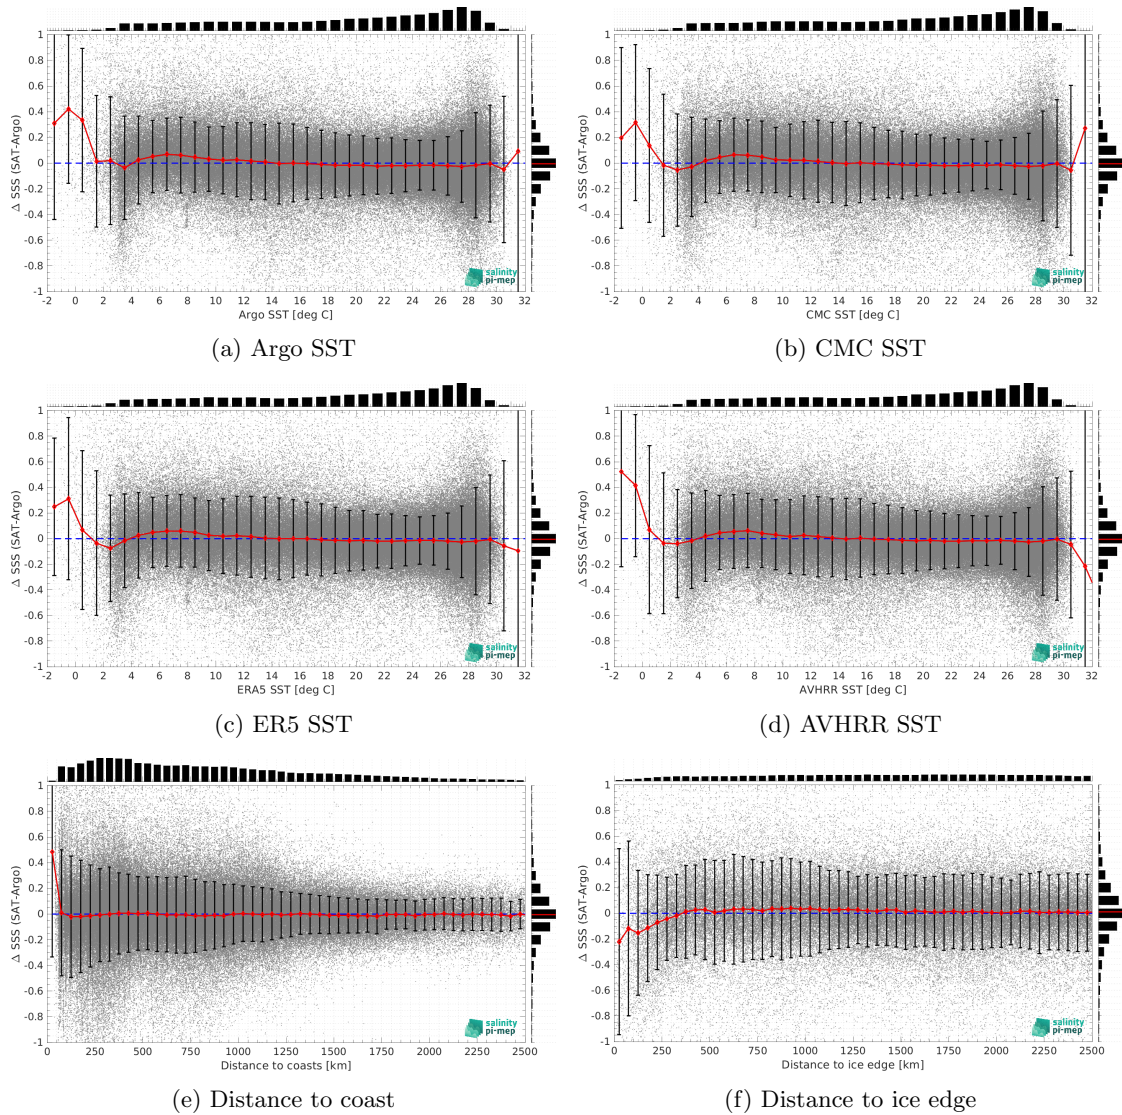 1
0.8
0.6
0.4
0.2
0
-0.2
-0.4
-0.6
-0.8
-1
Δ SSS (SAT-Argo)
salinity
pi-mep
-2 0 2 4 6 8 10 12 14 16 18 20 22 24 26 28 30 32
Argo SST [deg C]
(a) Argo SST
1
0.8
0.6
0.4
0.2
0
-0.2
-0.4
-0.6
-0.8
-1
Δ SSS (SAT-Argo)
salinity
pi-mep
-2 0 2 4 6 8 10 12 14 16 18 20 22 24 26 28 30 32
CMC SST [deg C]
(b) CMC SST
1
0.8
0.6
0.4
0.2
0
-0.2
-0.4
-0.6
-0.8
-1
Δ SSS (SAT-Argo)
salinity
pi-mep
-2 0 2 4 6 8 10 12 14 16 18 20 22 24 26 28 30 32
ERA5 SST [deg C]
(c) ER5 SST
1
0.8
0.6
0.4
0.2
0
-0.2
-0.4
-0.6
-0.8
-1
Δ SSS (SAT-Argo)
salinity
pi-mep
-2 0 2 4 6 8 10 12 14 16 18 20 22 24 26 28 30 32
AVHRR SST [deg C]
(d) AVHRR SST
1
0.8
0.6
0.4
0.2
0
-0.2
-0.4
-0.6
-0.8
-1
Δ SSS (SAT-Argo)
salinity
pi-mep
0 250 500 750 1000 1250 1500 1750 2000 2250 2500
Distance to coasts [km]
(e) Distance to coast
1
0.8
0.6
0.4
0.2
0
-0.2
-0.4
-0.6
-0.8
-1
Δ SSS (SAT-Argo)
salinity
pi-mep
0 250 500 750 1000 1250 1500 1750 2000 2250 2500
Distance to ice edge [km]
(f) Distance to ice edge